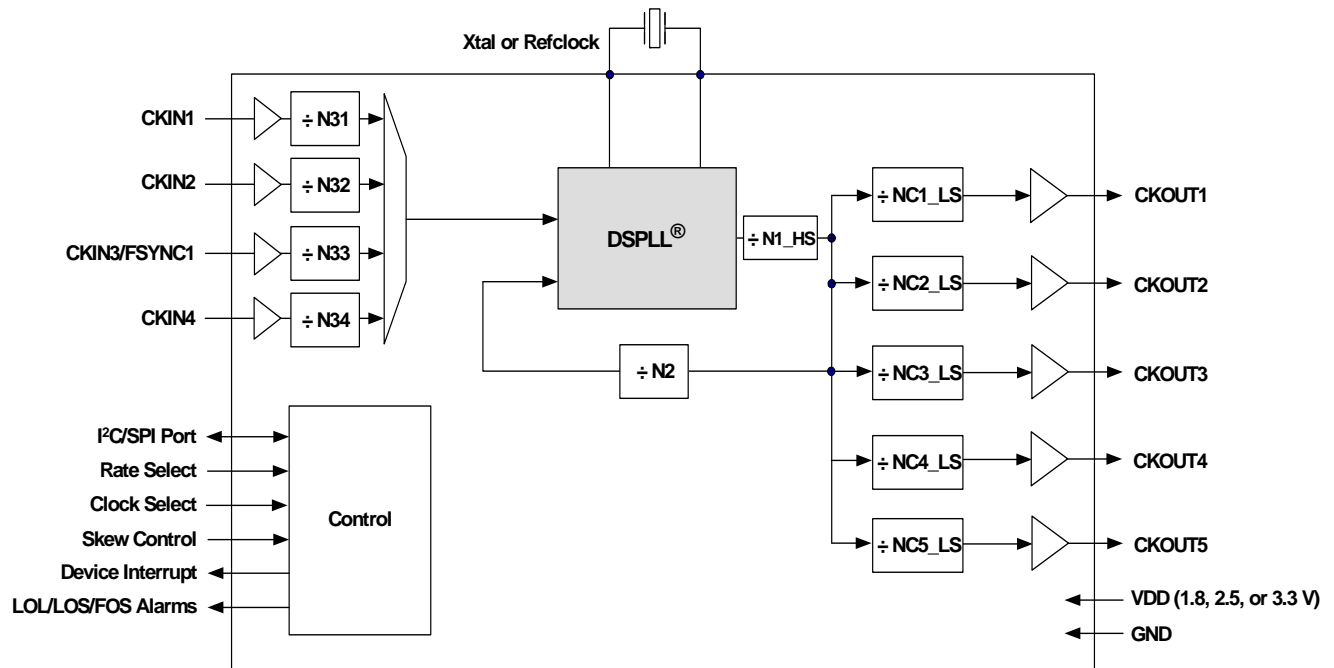 Xtal or Refclock
CKIN1
÷ N31
CKIN2
÷ N32
CKIN3/FSYNC1
÷ N33
CKIN4
÷ N34
DSPLL®
÷ N1_HS
÷ N2
÷ NC1_LS
CKOUT1
÷ NC2_LS
CKOUT2
÷ NC3_LS
CKOUT3
÷ NC4_LS
CKOUT4
÷ NC5_LS
CKOUT5
I²C/SPI Port
Rate Select
Clock Select
Skew Control
Device Interrupt
LOL/LOS/FOS Alarms
Control
VDD (1.8, 2.5, or 3.3 V)
GND